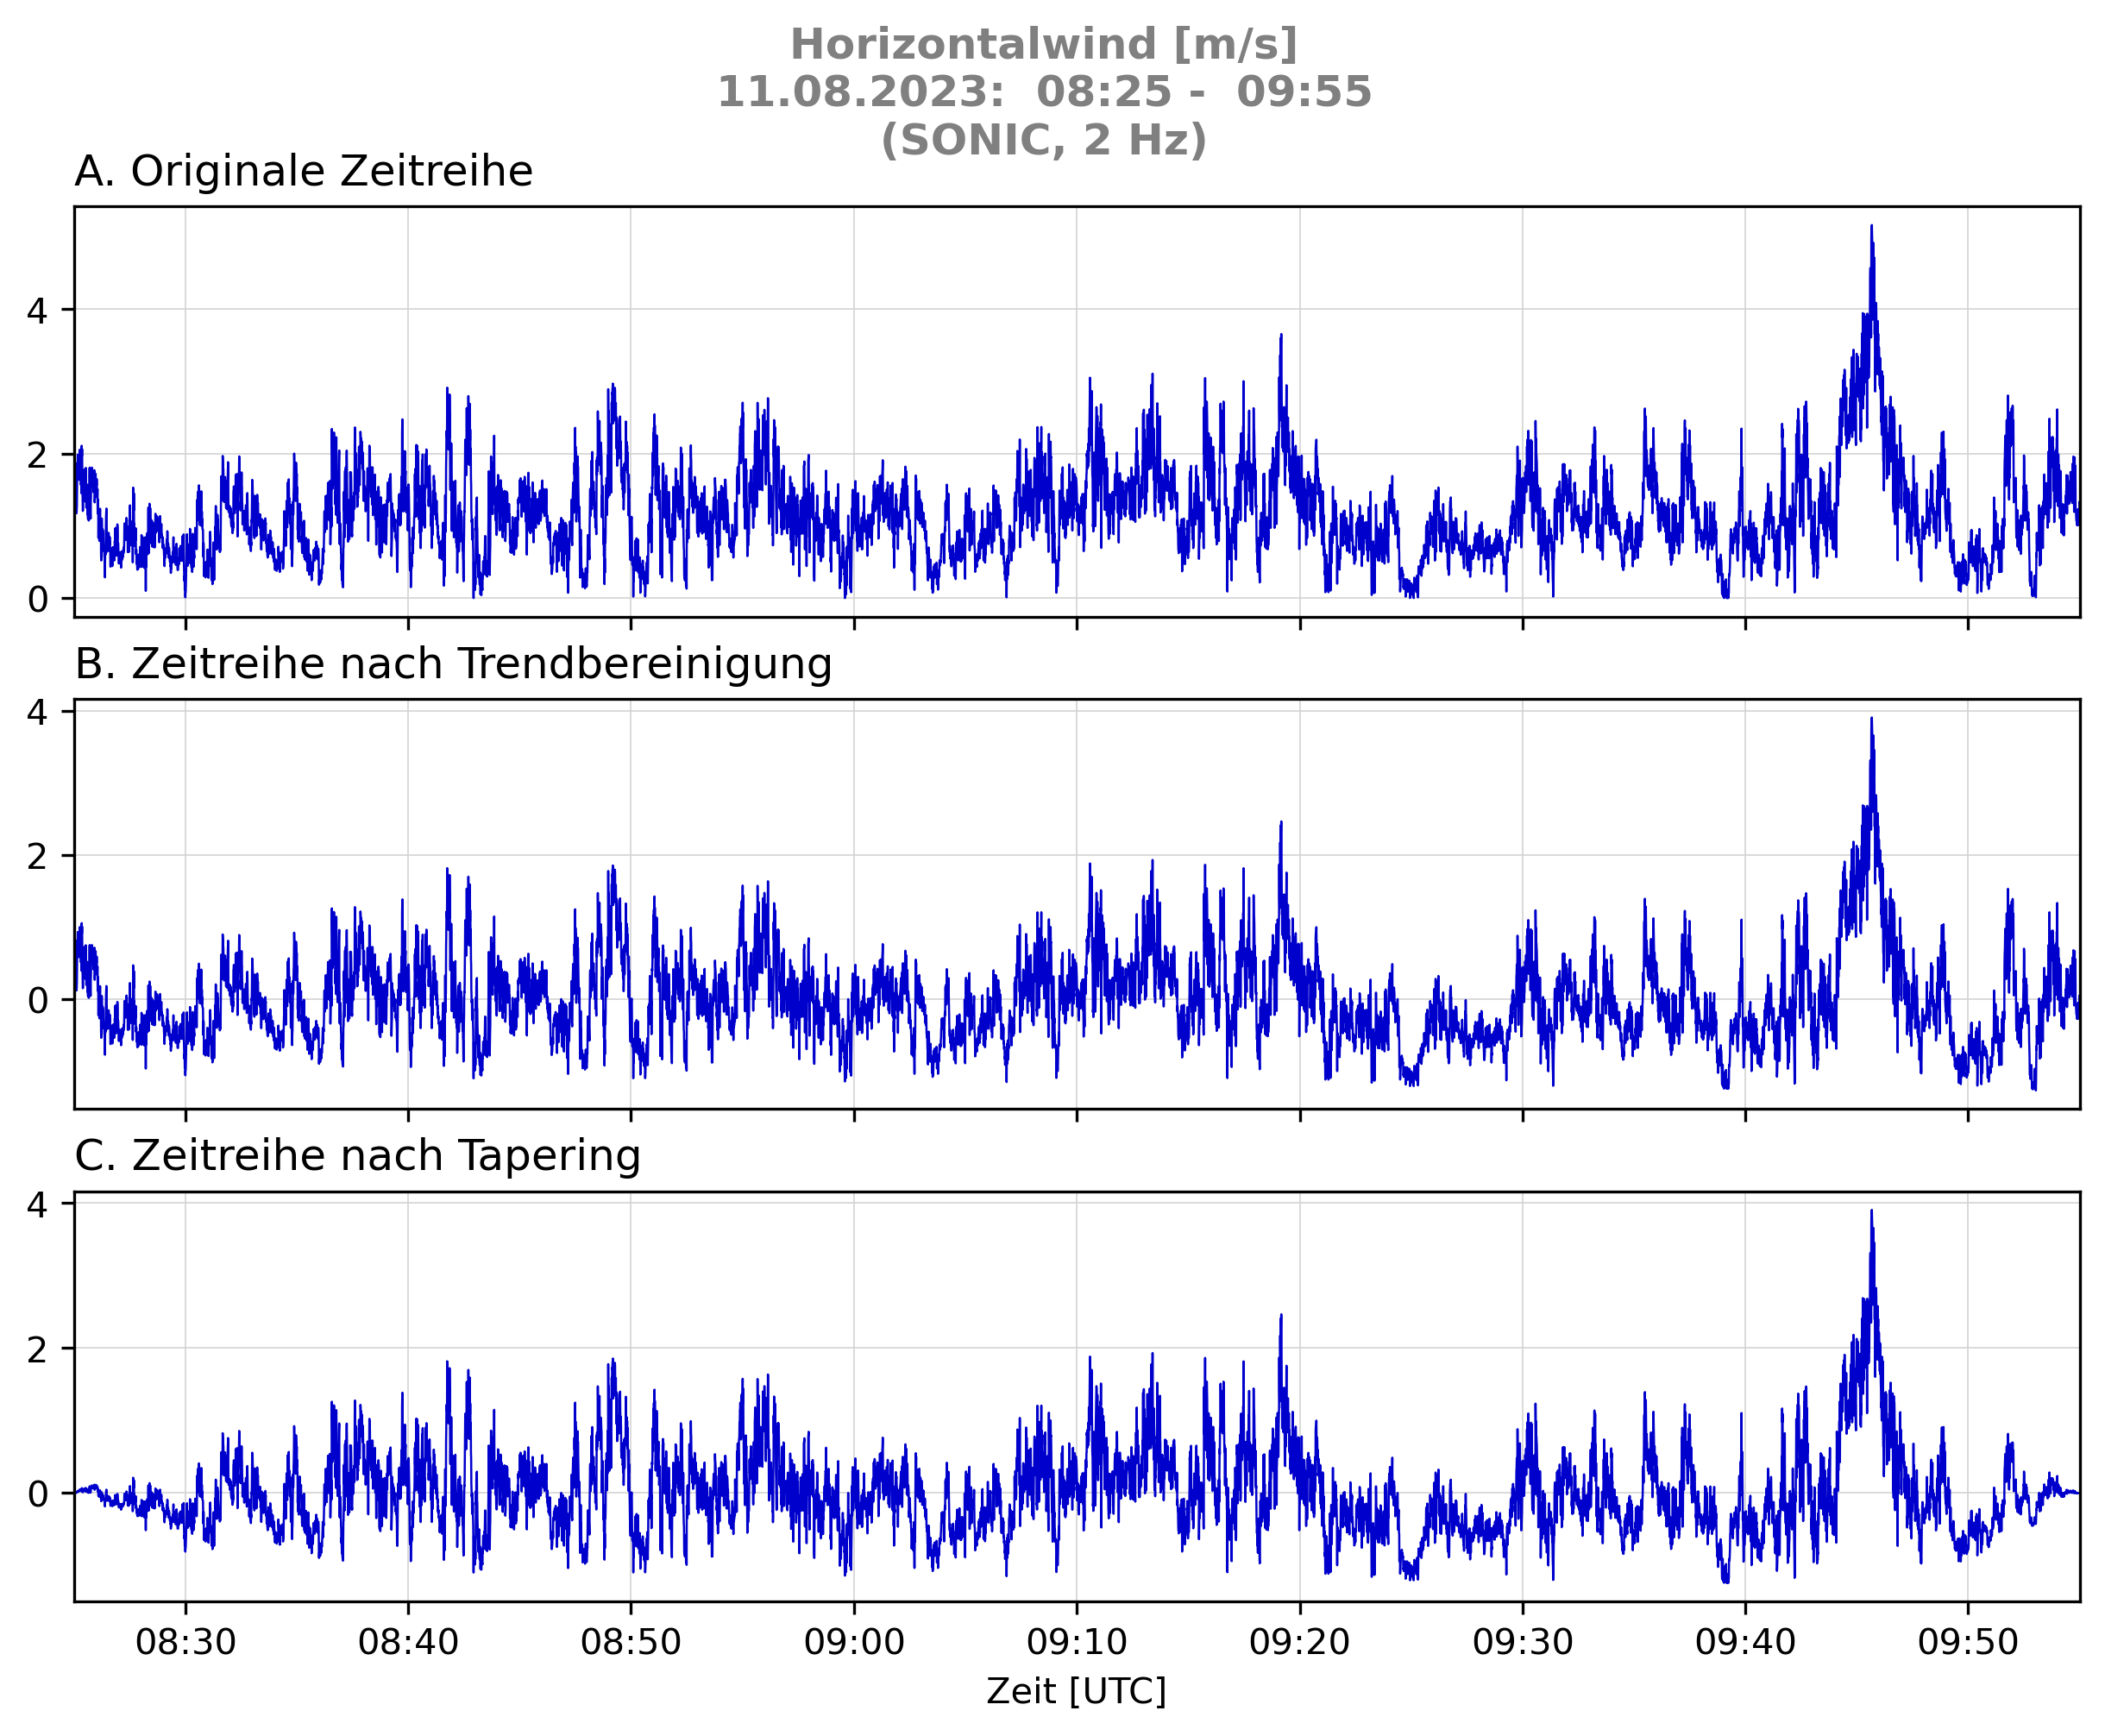 Horizontalwind [m/s]
11.08.2023:  08:25 -  09:55
(SONIC, 2 Hz)
A. Originale Zeitreihe
4
2
0
B. Zeitreihe nach Trendbereinigung
4
2
0
C. Zeitreihe nach Tapering
4
2
0
08:30 08:40 08:50 09:00 09:10 09:20 09:30 09:40 09:50
Zeit [UTC]